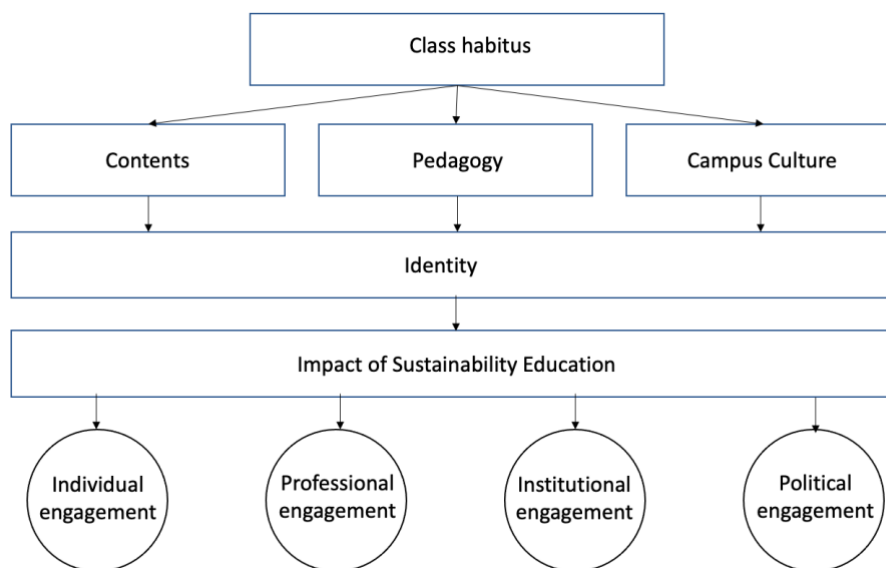 Class habitus
Contents
Pedagogy
Campus Culture
Identity
Impact of Sustainability Education
Individual
engagement
Professional
engagement
Institutional
engagement
Political
engagement